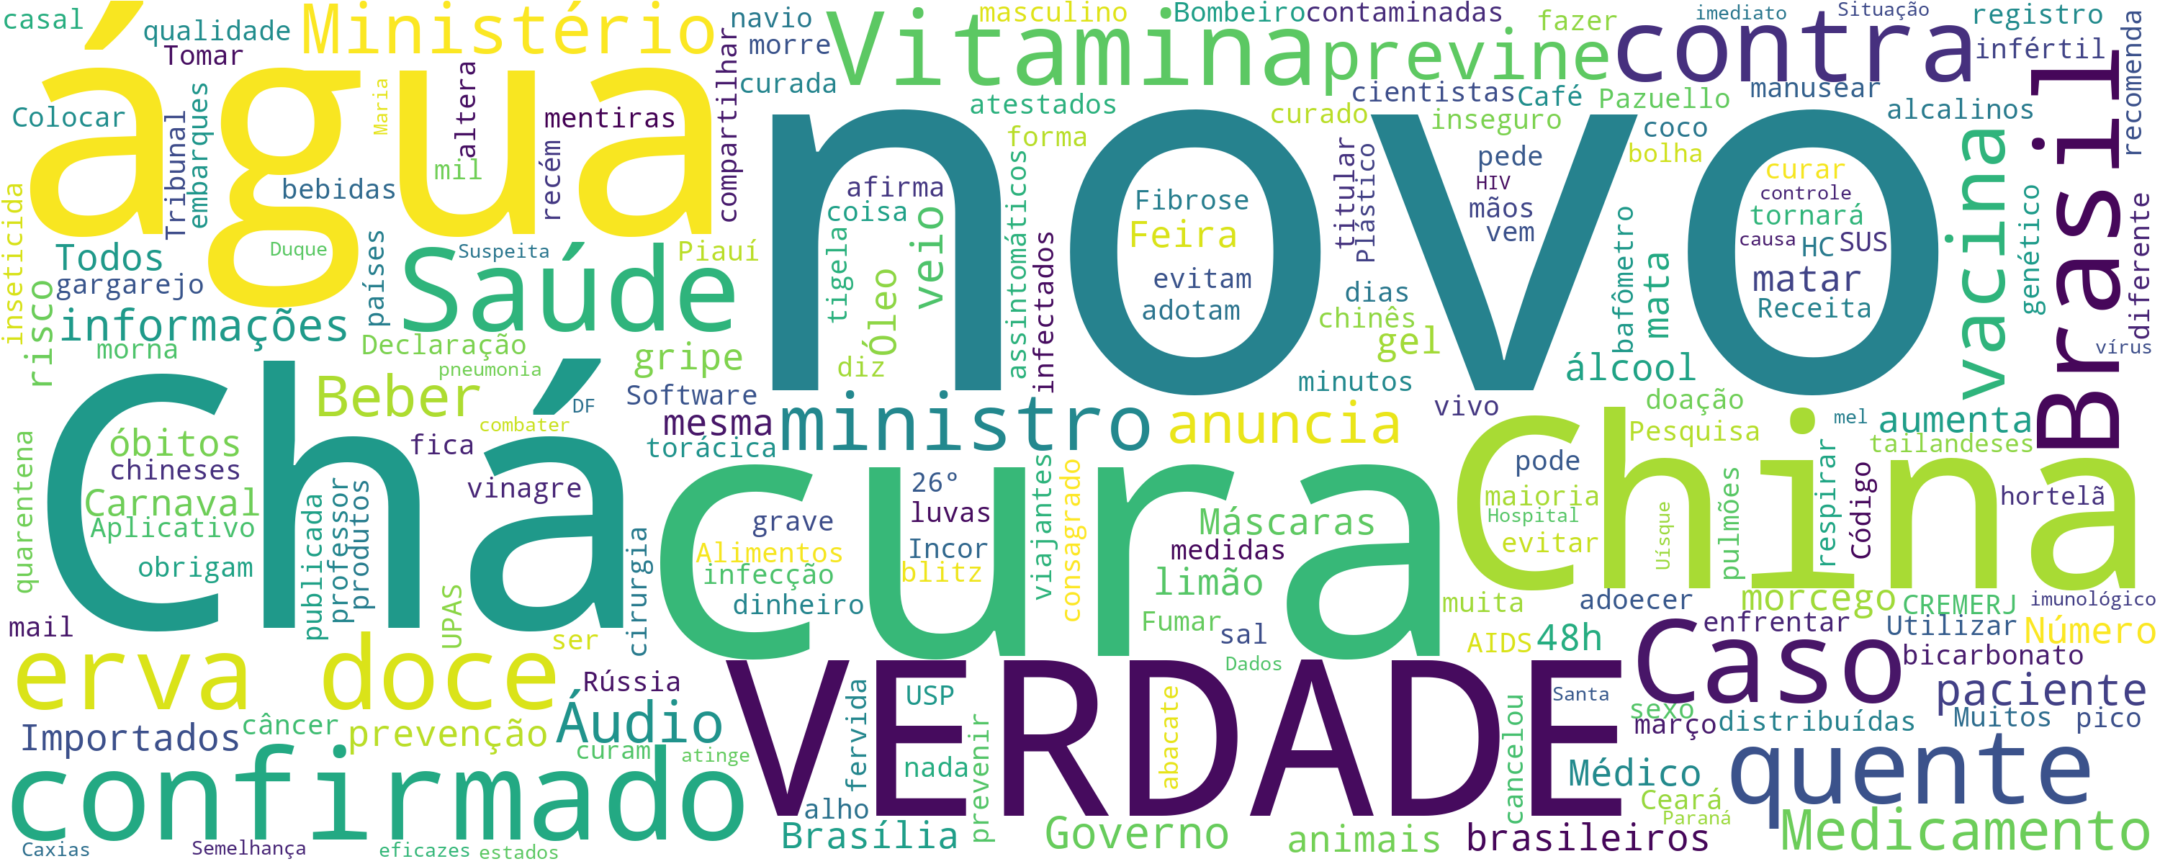 casal
qualidade
Ministério
navio
masculino
Bombeiro
contaminadas
fazer
imediato
Situação
registro
Tomar
morre
Vitamina
previne
contra
infértil
recomenda
água
Maria
altera
compartilhar
curada
atestados
cientistas
Café
Pazuello
manusear
alcalinos
Brasil
Colocar
Tribunal
embarques
mentiras
mil
recém
novo
forma
curado
inseguro
coco
bolha
vacina
inseticida
bebidas
afirma
coisa
tigela
veio
Óleo
diz
assintomáticos
infectados
Fibrose
Feira
evitam
adotam
titular
Plástico
pede
HIV
mãos
vem
curar
controle
tornará
causa
HC
SUS
matar
Receita
genético
diferente
vírus
Todos
gargarejo
Duque
países
Saúde
Suspeita
Piauí
dias
chinês
gel
bafômetro
mata
risco
informações
morna
Declaração
pneumonia
gripe
minutos
álcool
Chá
Beber
combater
DF
Software
mesma
torácica
ministro
anuncia
vivo
doação
Pesquisa
mel
aumenta
tailandeses
quarentena
óbitos
chineses
Carnaval
Aplicativo
obrigam
fica
vinagre
publicada
professor
produtos
cura
26°
luvas
grave
Alimentos
infecção
dinheiro
Incor
blitz
viajantes
consagrado
Máscaras
medidas
limão
China
pode
maioria
Hospital
evitar
Uísque
pulmões
respirar
Código
hortelã
mail
UPAS
ser
cirurgia
Fumar
sal
Dados
muita
adoecer
morcego
CREMERJ
imunológico
erva doce
Rússia
VERDADE
AIDS
48h
Caso
enfrentar
Utilizar
Número
bicarbonato
paciente
Importados
câncer
prevenção
Áudio
curam
atinge
fervida
USP
nada
prevenir
abacate
cancelou
Santa
sexo
março
distribuídas
Muitos
pico
confirmado
alho
Médico
Ceará
Paraná
quente
Caxias
Semelhança
eficazes
estados
Brasília
Governo
animais
brasileiros
Medicamento